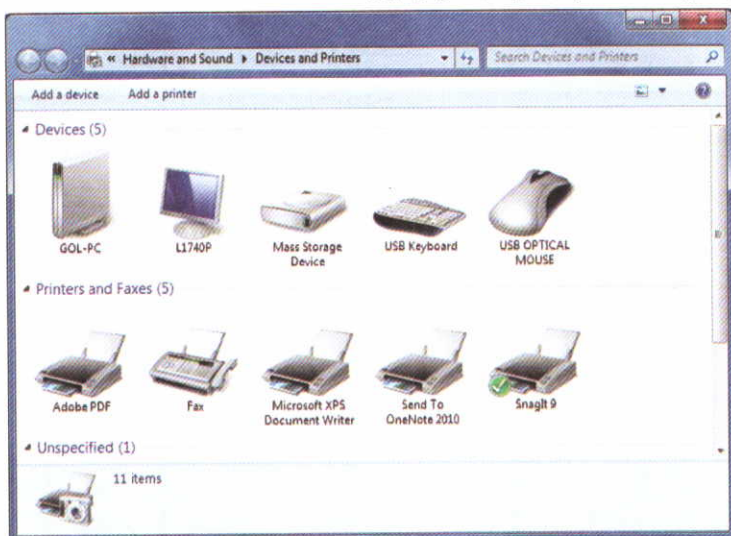 « Hardware and Sound ▸ Devices and Printers
Search Devices and Printers
Add a device Add a printer
Devices (5)
GOL-PC
L1740P
Mass Storage
Device
USB Keyboard
USB OPTICAL
MOUSE
Printers and Faxes (5)
Adobe PDF
Fax
Microsoft XPS
Document Writer
Send To
OneNote 2010
SnagIt 9
Unspecified (1)
11 items